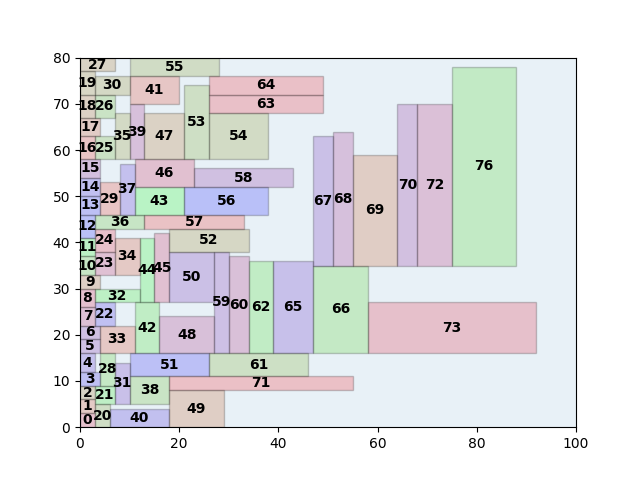 80 27 55
19 30 41 64
70 18 26 63
17 35 39 47 53 54
60 16 25
15 46 58 76
14 37 70 72
50 13 29 43 56 67 68 69
12 36 57
40 11 24 52
10 23 34 44 45
9 50
30 8 32 59 60 62 65 66
7 22 42
20 6 33 48 73
5
4 28 51 61
10 3 31 38 71
2 21
1 20 40 49
0 0
0 20 40 60 80 100